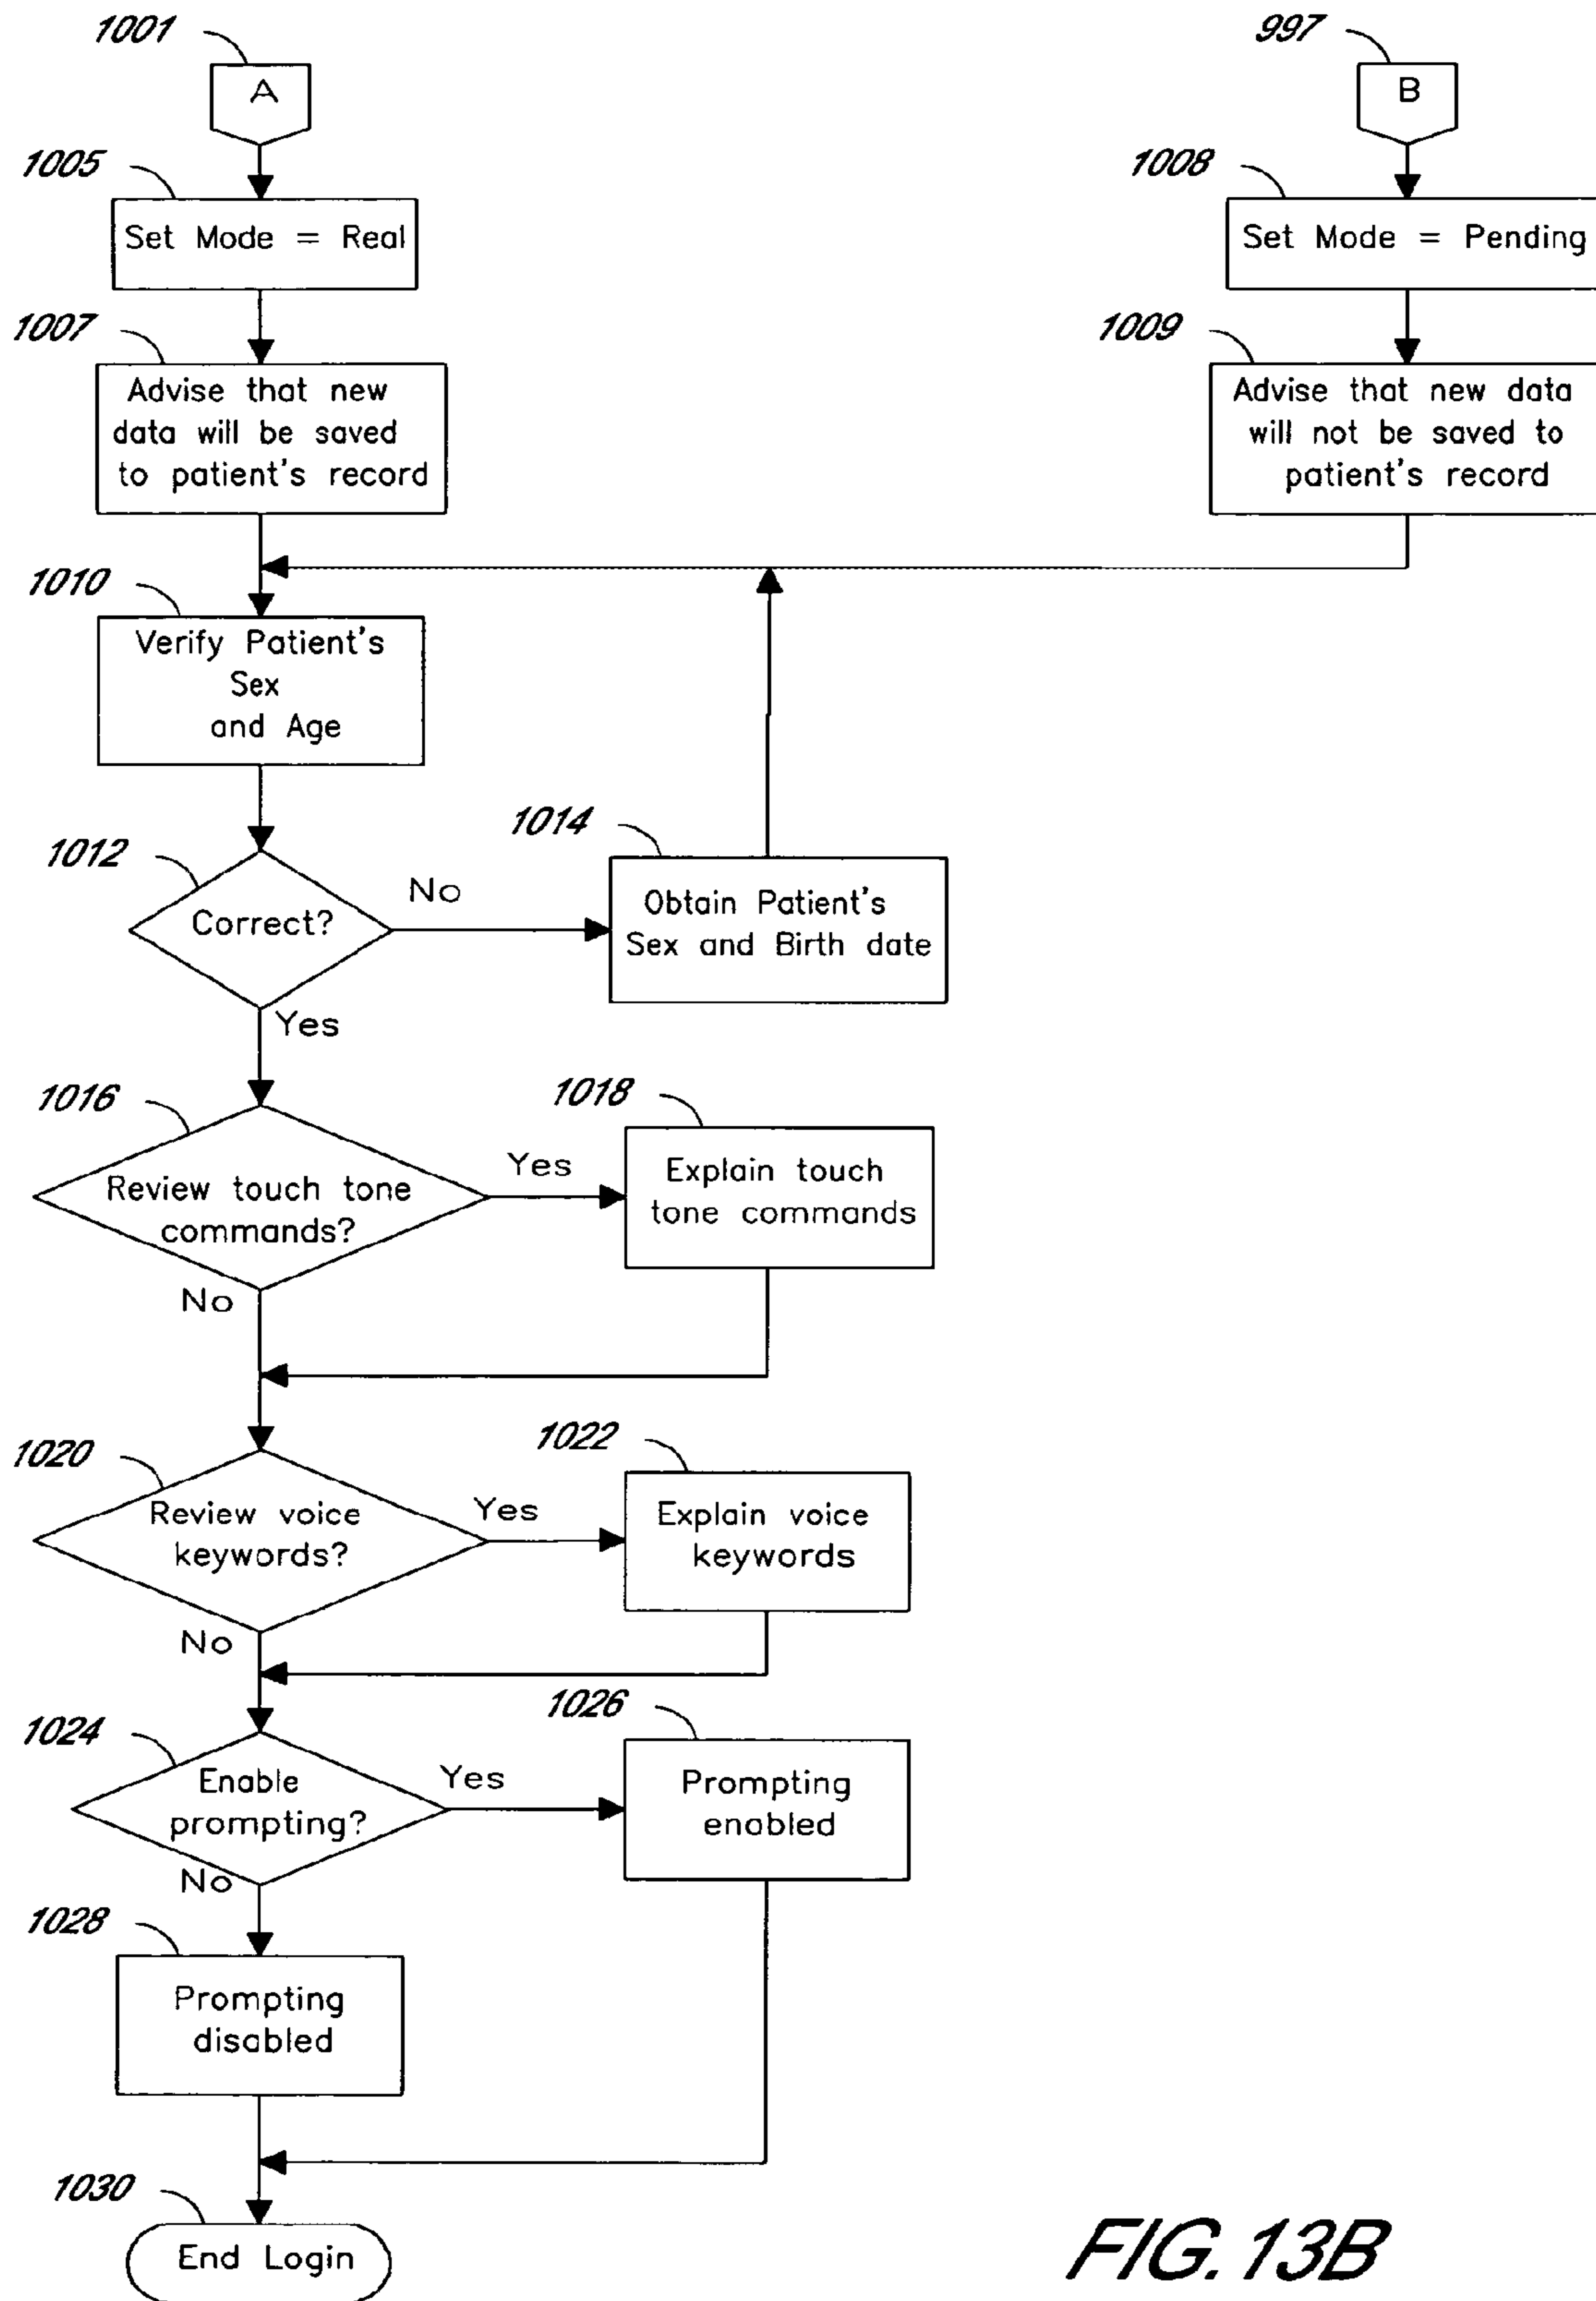 1001
A
997
B
1005
Set Mode = Real
1008
Set Mode = Pending
1007
Advise that new
data will be saved
to patient's record
1009
Advise that new data
will not be saved to
patient's record
1010
Verify Patient's
Sex
and Age
1012
Correct?
No
Yes
1014
Obtain Patient's
Sex and Birth date
1016
Review touch tone
commands?
Yes
No
1018
Explain touch
tone commands
1020
Review voice
keywords?
Yes
No
1022
Explain voice
keywords
1024
Enable
prompting?
Yes
No
1026
Prompting
enabled
1028
Prompting
disabled
1030
End Login
FIG. 13B